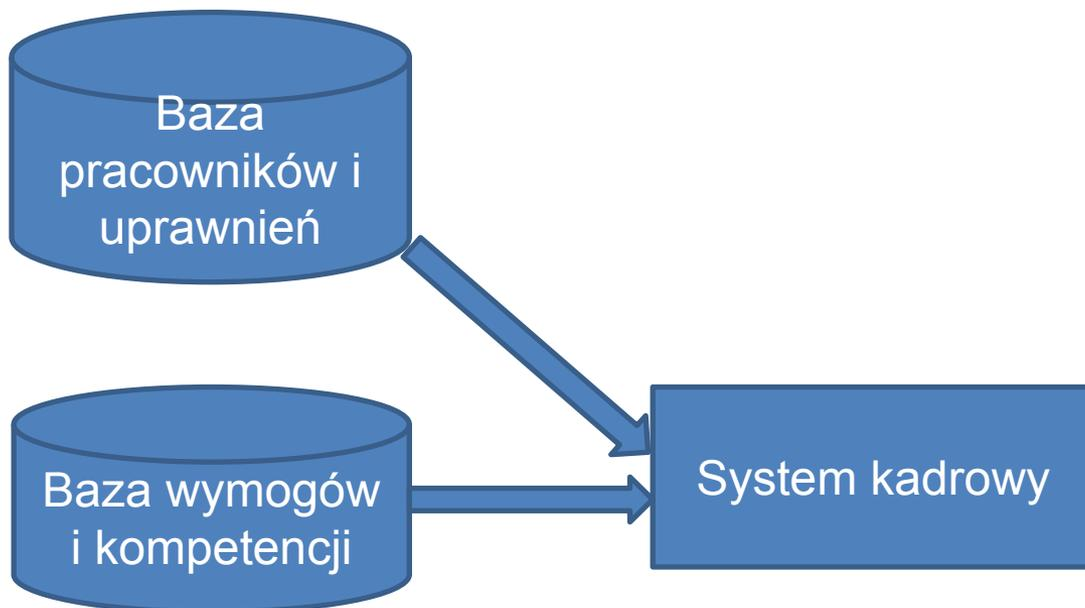 Baza
pracowników i
uprawnień
Baza wymogów
i kompetencji
System kadrowy